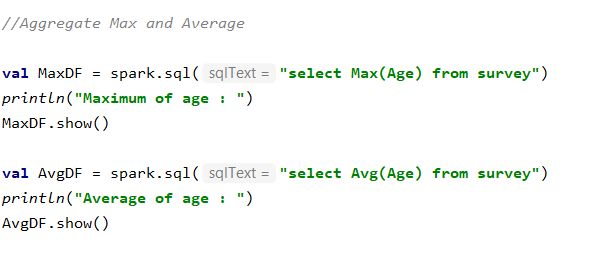 //Aggregate Max and Average
val MaxDF = spark.sql( sqlText = "select Max(Age) from survey")
println("Maximum of age : ")
MaxDF.show()
val AvgDF = spark.sql( sqlText = "select Avg(Age) from survey")
println("Average of age : ")
AvgDF.show()